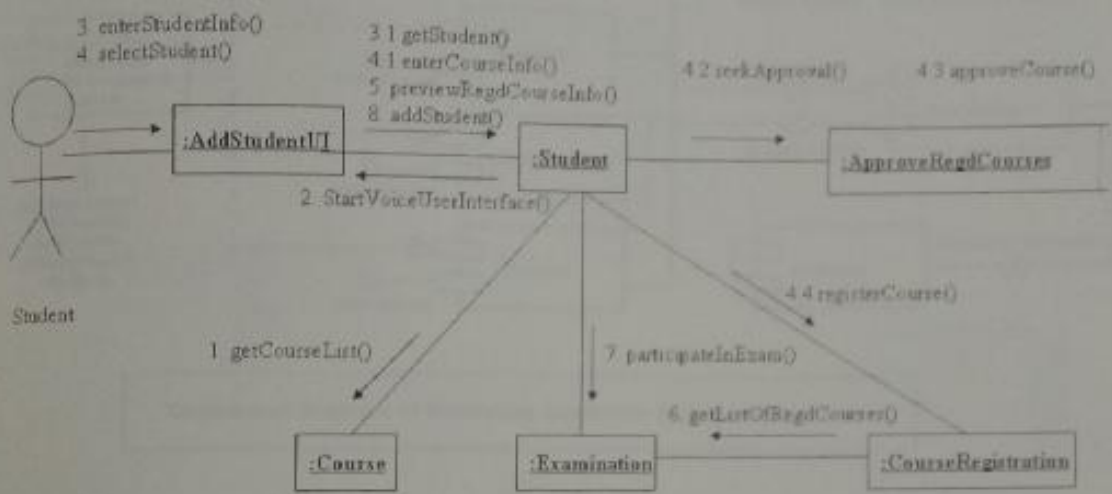 3 enterStudentInfo()
4 selectStudent()
3 1 getStudent()
4 1 enterCourseInfo()
5 previewRegdCourseInfo()
8 addStudent()
4 2 seekApproval()
4 3 approveCourse()
:AddStudentUI
:Student
:ApproveRegdCourses
2 StartVoiceUserInterface()
Student
4 4 registerCourse()
1 getCourseList()
7 participateInExam()
6 getListOfRegdCourses()
:Course
:Examination
:CourseRegistration